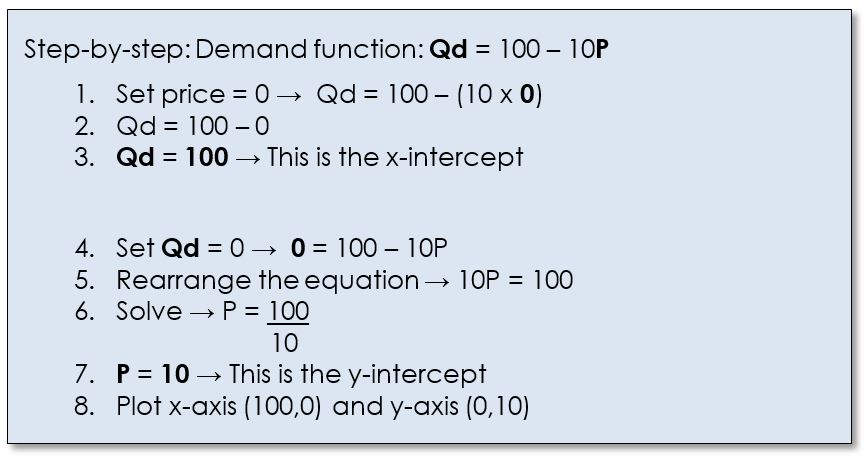 Step-by-step: Demand function: Qd = 100 – 10P
1. Set price = 0 → Qd = 100 – (10 x 0)
2. Qd = 100 – 0
3. Qd = 100 → This is the x-intercept
4. Set Qd = 0 → 0 = 100 – 10P
5. Rearrange the equation → 10P = 100
6. Solve → P = 100
10
7. P = 10 → This is the y-intercept
8. Plot x-axis (100,0) and y-axis (0,10)